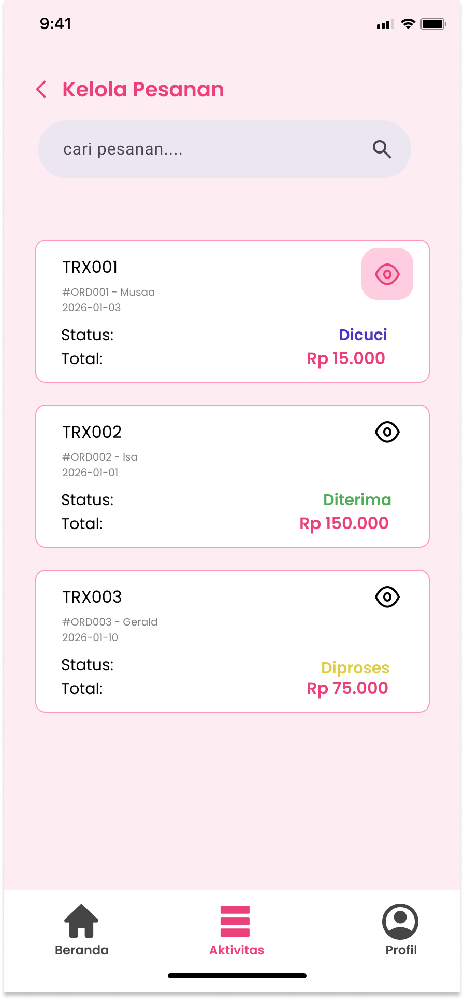 9:41
Kelola Pesanan
cari pesanan....
TRX001
#ORD001 - Musaa
2026-01-03
Status: Dicuci
Total: Rp 15.000
TRX002
#ORD002 - Isa
2026-01-01
Status: Diterima
Total: Rp 150.000
TRX003
#ORD003 - Gerald
2026-01-10
Status: Diproses
Total: Rp 75.000
Beranda Aktivitas Profil